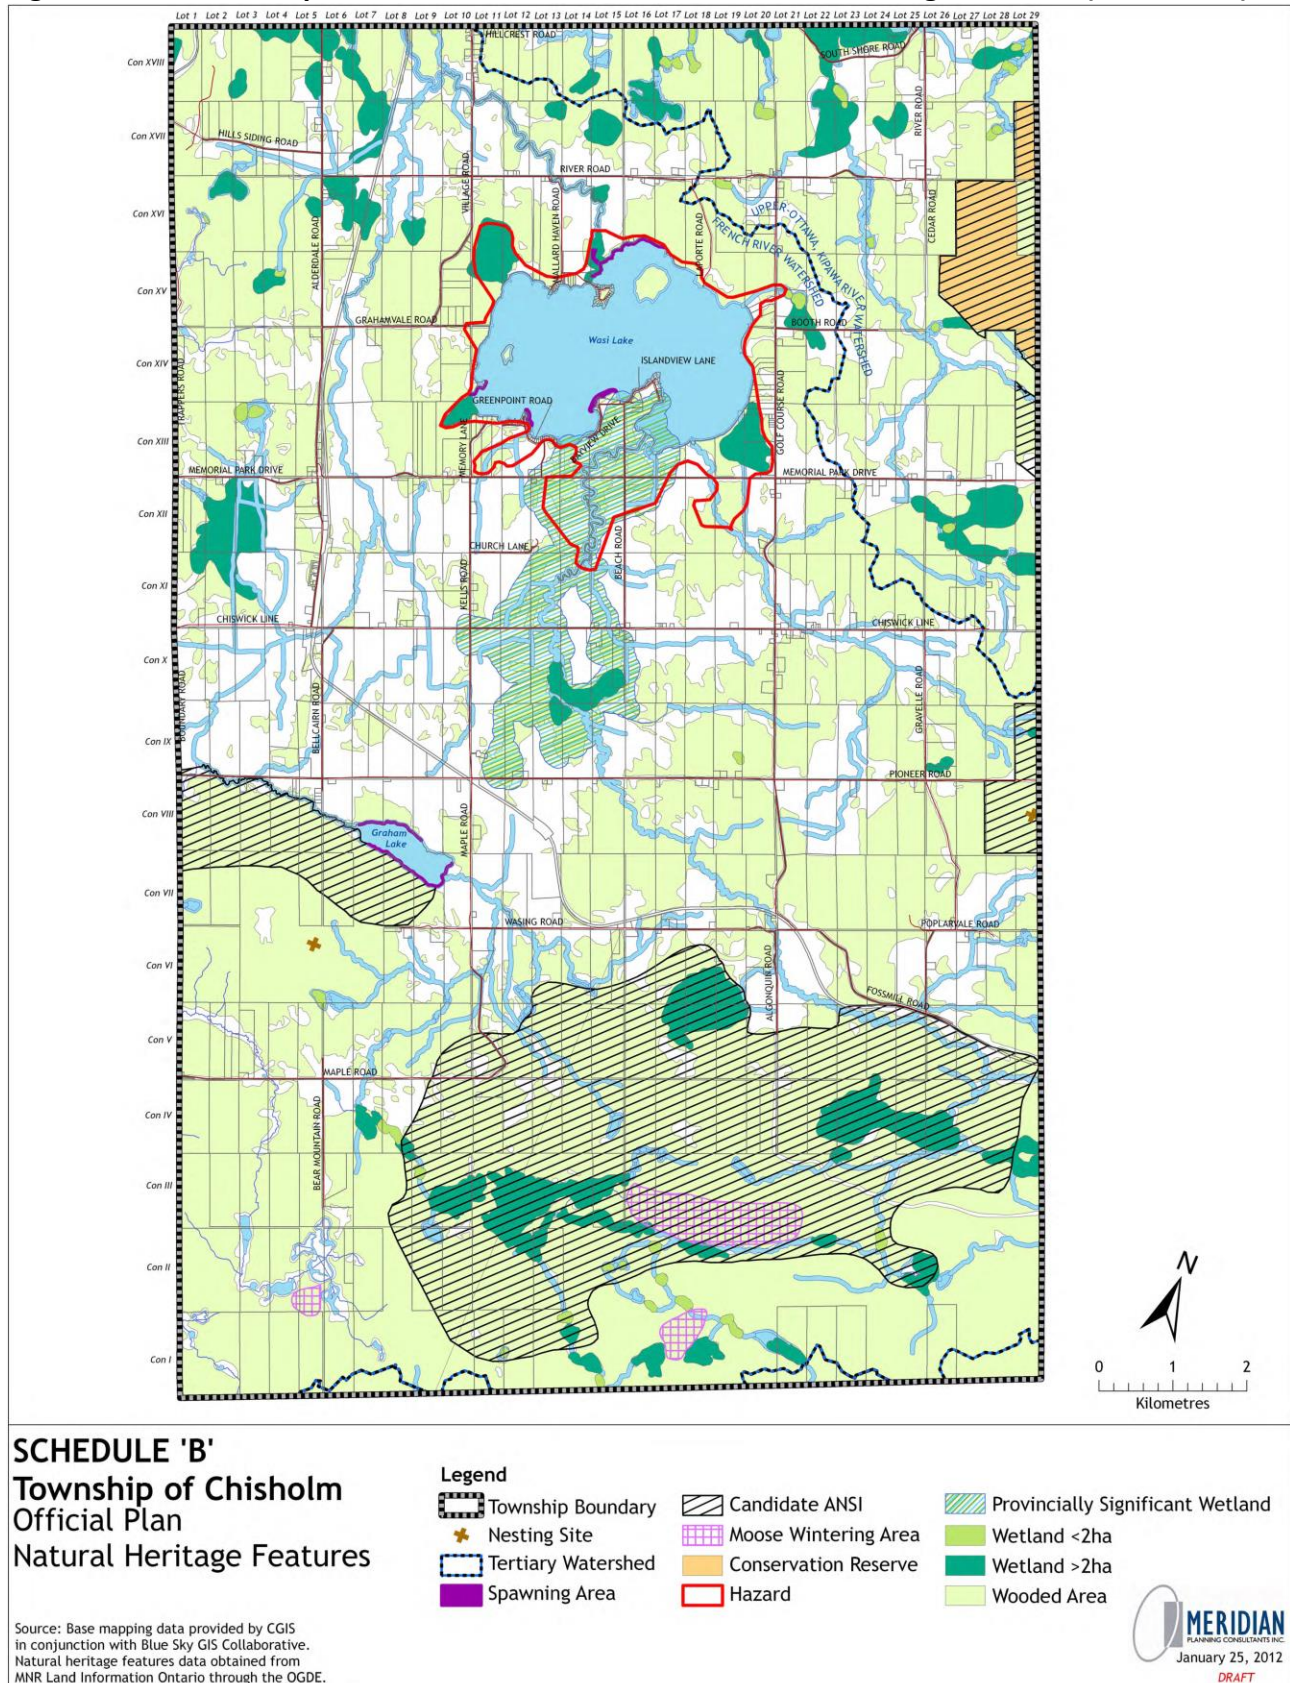 Lot 1 Lot 2 Lot 3 Lot 4 Lot 5 Lot 6 Lot 7 Lot 8 Lot 9 Lot 10 Lot 11 Lot 12 Lot 13 Lot 14 Lot 15 Lot 16 Lot 17 Lot 18 Lot 19 Lot 20 Lot 21 Lot 22 Lot 23 Lot 24 Lot 25 Lot 26 Lot 27 Lot 28 Lot 29
HILLCREST ROAD
SOUTH SHORE ROAD
Con XVIII
RIVER ROAD
Con XVII
HILLS SIDING ROAD
VILLAGE ROAD
RIVER ROAD
Con XVI
ALDERDALE ROAD
MALLARD HAVEN ROAD
LAPORTE ROAD
UPPER-OTTAWA, KIPAWA RIVER WATERSHED
FRENCH RIVER WATERSHED
CEDAR ROAD
Con XV
GRAHAMVALE ROAD
BOOTH ROAD
Wasi Lake
Con XIV
ISLANDVIEW LANE
GREENPOINT ROAD
GOLF COURSE ROAD
Con XIII
MEMORY LANE
MEMORIAL PARK DRIVE
MEMORIAL PARK DRIVE
Con XII
CHURCH LANE
BEACH ROAD
Con XI
KELLS ROAD
CHISWICK LINE
CHISWICK LINE
Con X
BOUNDARY ROAD
BELLCAIRN ROAD
GRAVELLE ROAD
Con IX
PIONEER ROAD
Con VIII
Graham
Lake
MAPLE ROAD
Con VII
WASING ROAD
POPLARVALE ROAD
Con VI
ALGONQUIN ROAD
FOSSMILL ROAD
Con V
MAPLE ROAD
Con IV
BEAR MOUNTAIN ROAD
Con III
Con II
N
Con I
0 1 2
Kilometres
SCHEDULE 'B'
Township of Chisholm
Official Plan
Natural Heritage Features
Source: Base mapping data provided by CGIS
in conjunction with Blue Sky GIS Collaborative.
Natural heritage features data obtained from
MNR Land Information Ontario through the OGDE.
Legend
Township Boundary
Nesting Site
Tertiary Watershed
Spawning Area
Candidate ANSI
Moose Wintering Area
Conservation Reserve
Hazard
Provincially Significant Wetland
Wetland <2ha
Wetland >2ha
Wooded Area
MERIDIAN
PLANNING CONSULTANTS INC.
January 25, 2012
DRAFT